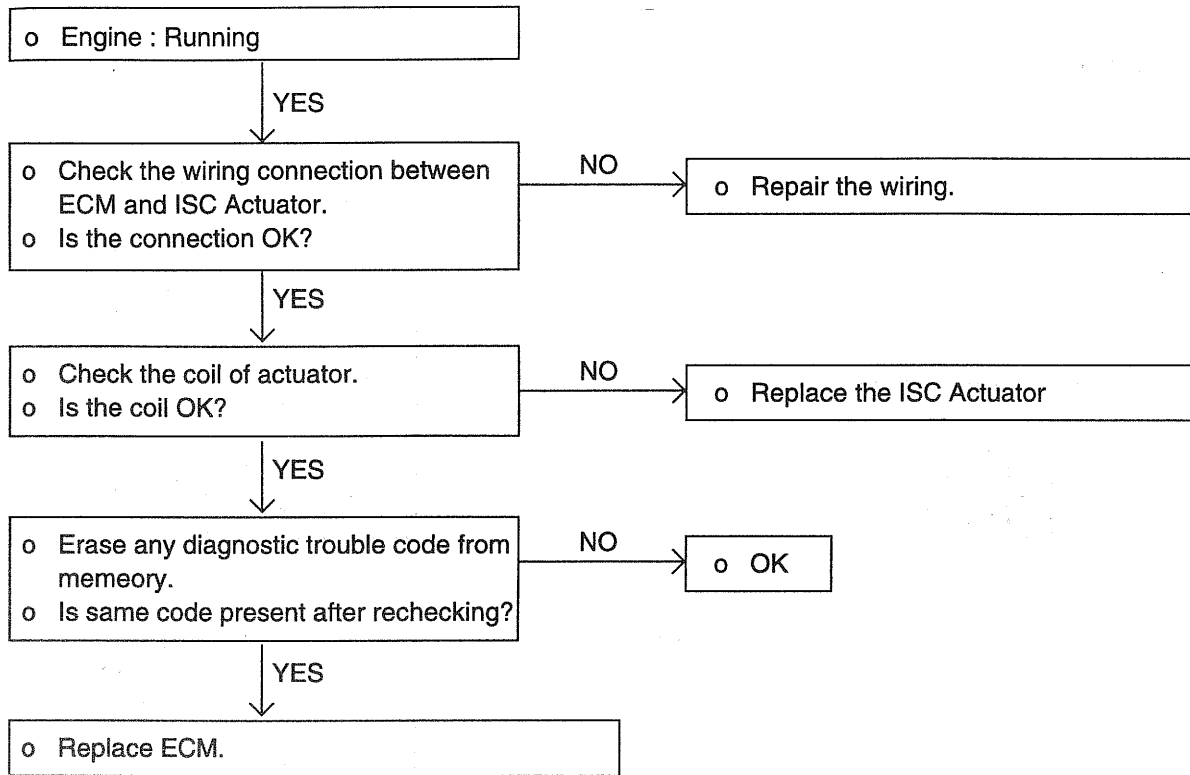 o Engine : Running
YES
o Check the wiring connection between
ECM and ISC Actuator.
o Is the connection OK?
NO
o Repair the wiring.
YES
o Check the coil of actuator.
o Is the coil OK?
NO
o Replace the ISC Actuator
YES
o Erase any diagnostic trouble code from
memeory.
o Is same code present after rechecking?
NO
o OK
YES
o Replace ECM.